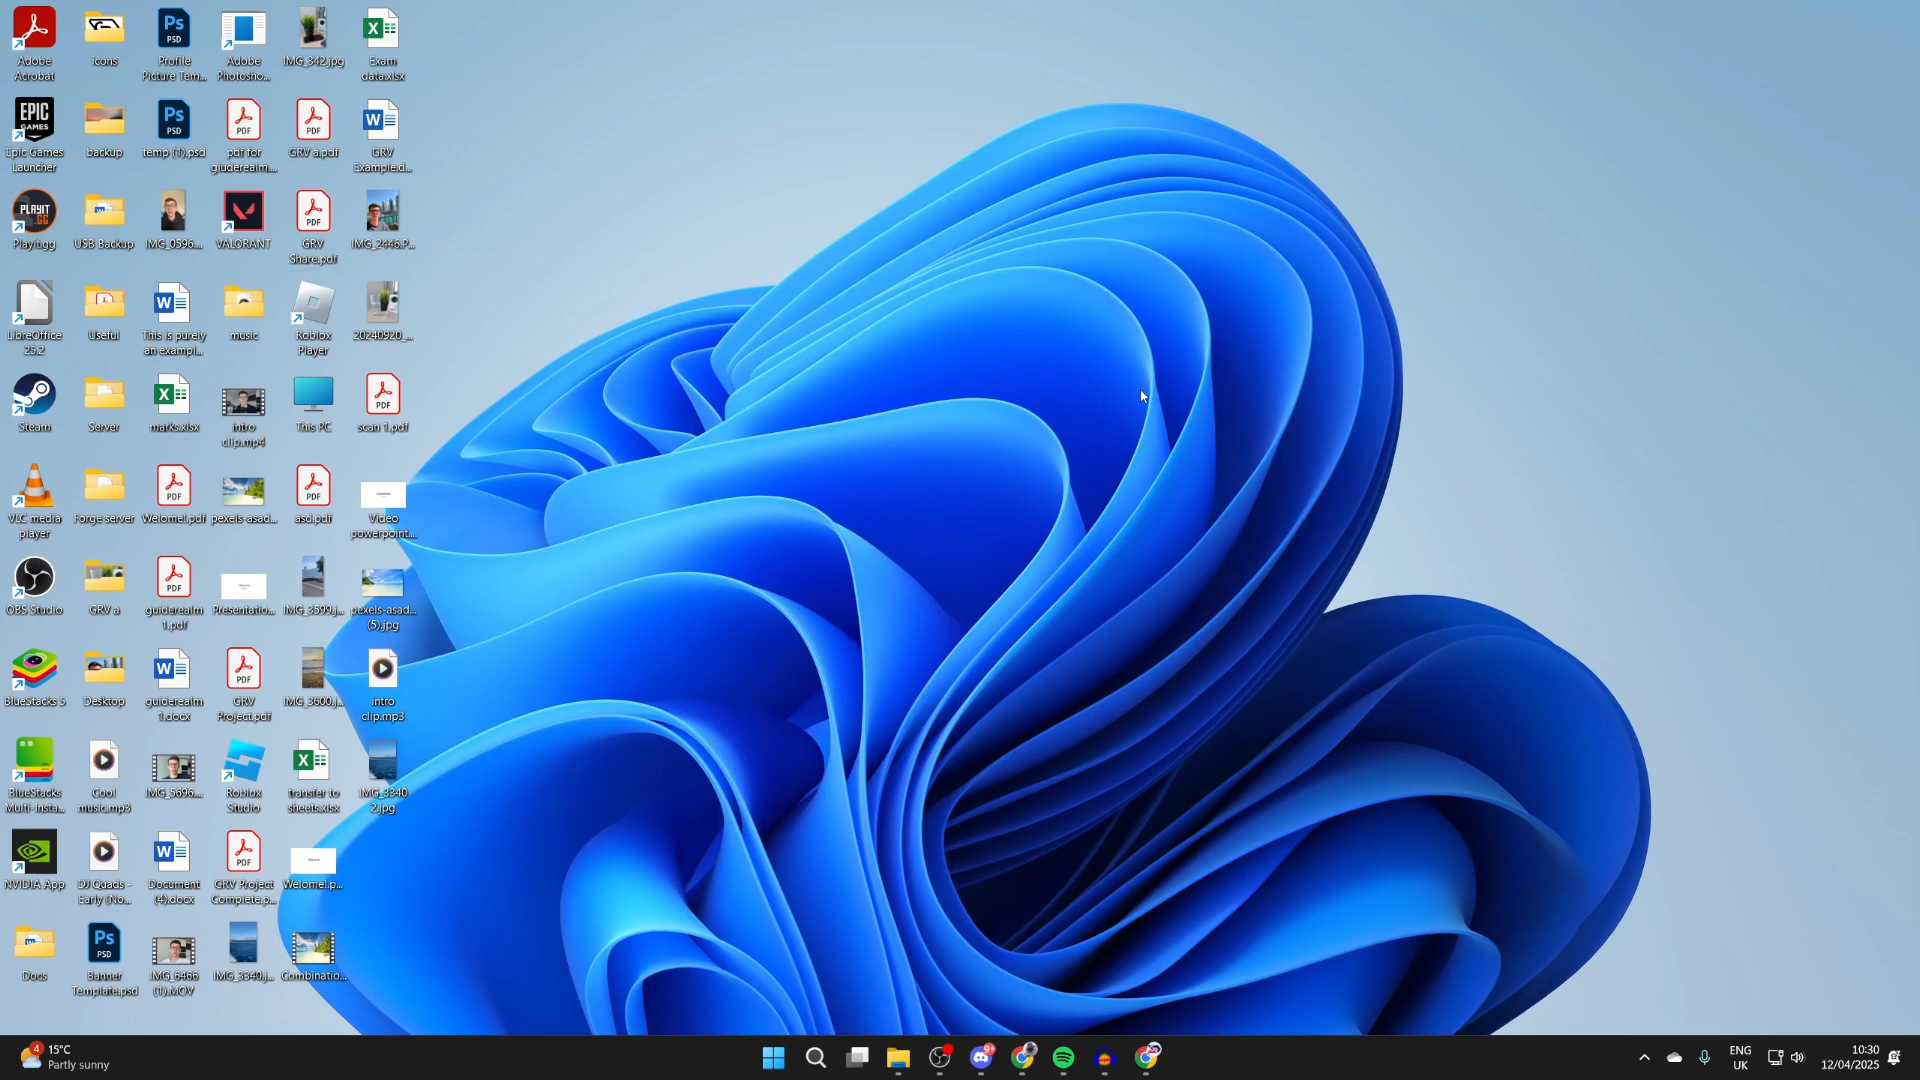 Adobe
Acrobat
icons
Profile
Picture Tem...
Adobe
Photosho...
IMG_342.jpg
Exam
data.xlsx
Epic Games
Launcher
backup
temp (1).psd
pdf for
giuderealm...
GRV a.pdf
GRV
Example.d...
Playit.gg
USB Backup
IMG_0596....
VALORANT
GRV
Share.pdf
IMG_2446.P...
LibreOffice
25.2
Useful
This is purely
an exampl...
music
Roblox
Player
20240920_...
Steam
Server
marks.xlsx
intro
clip.mp4
This PC
scan 1.pdf
VLC media
player
Forge server
Welome!.pdf
pexels-asad...
asd.pdf
Video
powerpoint...
OBS Studio
GRV a
guiderealm
1.pdf
Presentatio...
IMG_3599.j...
pexels-asad...
(5).jpg
BlueStacks 5
Desktop
guiderealm
1.docx
GRV
Project.pdf
IMG_3600.j...
intro
clip.mp3
BlueStacks
Multi-Insta...
Cool
music.mp3
IMG_5696....
Roblox
Studio
transfer to
sheets.xlsx
IMG_3340
2.jpg
NVIDIA App
DJ Quads -
Early (No...
Document
(4).docx
GRV Project
Complete.p...
Welome!.p...
Docs
Banner
Template.psd
IMG_6466
(1).MOV
IMG_3340.j...
Combinatio...
4
15°C
Partly sunny
9+
ENG
UK
10:30
12/04/2025